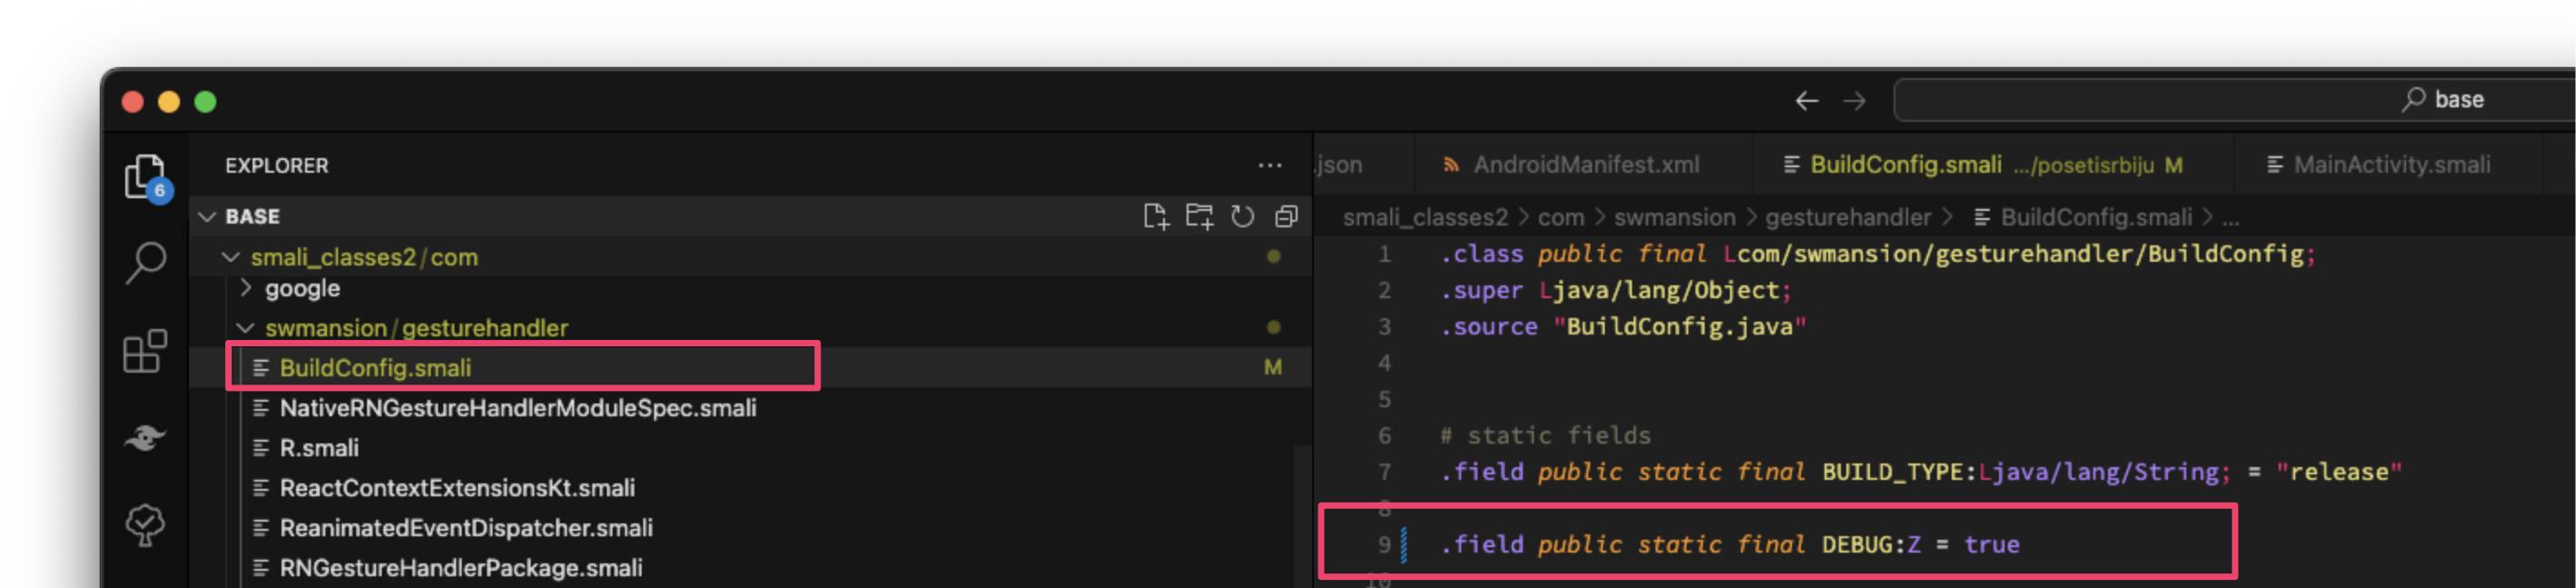 base
EXPLORER
...
.json
AndroidManifest.xml
BuildConfig.smali .../posetisrbiju M
MainActivity.smali
6
BASE
smali_classes2 > com > swmansion > gesturehandler > BuildConfig.smali > ...
smali_classes2/com
google
swmansion/gesturehandler
BuildConfig.smali M
NativeRNGestureHandlerModuleSpec.smali
R.smali
ReactContextExtensionsKt.smali
ReanimatedEventDispatcher.smali
RNGestureHandlerPackage.smali
1 .class public final Lcom/swmansion/gesturehandler/BuildConfig;
2 .super Ljava/lang/Object;
3 .source "BuildConfig.java"
4
5
6 # static fields
7 .field public static final BUILD_TYPE:Ljava/lang/String; = "release"
8
9 .field public static final DEBUG:Z = true
10